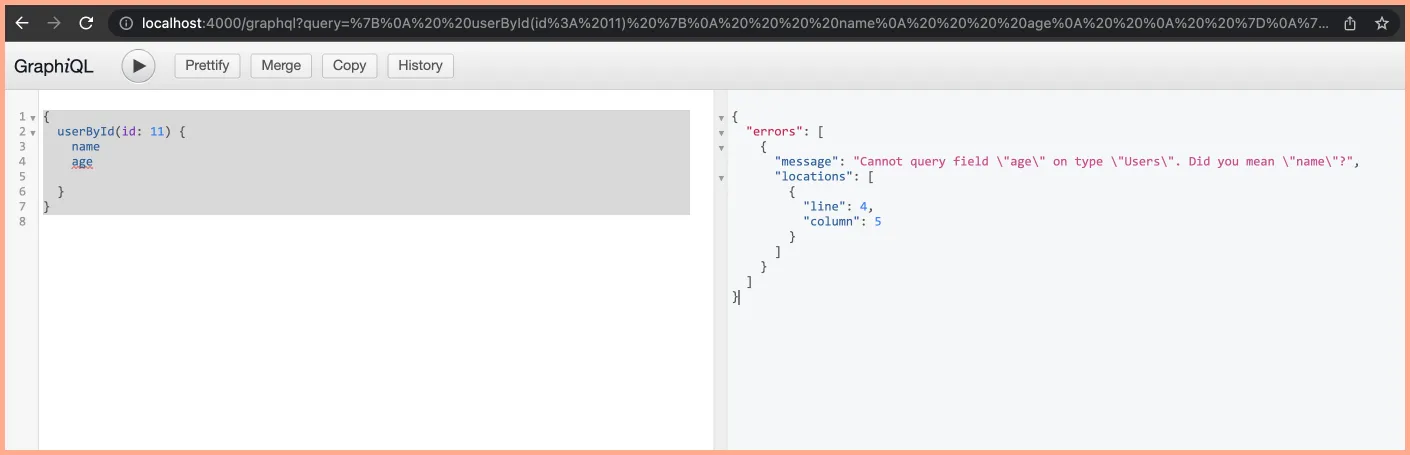 localhost:4000/graphql?query=%7B%0A%20%20userById(id%3A%2011)%20%7B%0A%20%20%20%20name%0A%20%20%20%20age%0A%20%20%20%0A%20%20%7D%0A%7...
GraphiQL Prettify Merge Copy History
1 {
2 userById(id: 11) {
3 name
4 age
5
6 }
7 }
8
{
"errors": [
{
"message": "Cannot query field \"age\" on type \"Users\". Did you mean \"name\"?",
"locations": [
{
"line": 4,
"column": 5
}
]
}
]
}